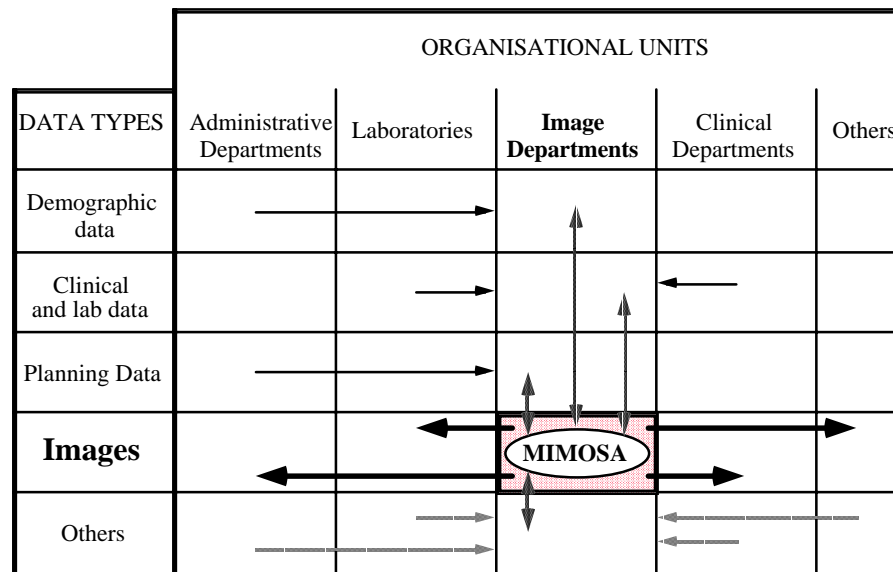 ORGANISATIONAL UNITS
DATA TYPES
Administrative
Departments
Laboratories
Image
Departments
Clinical
Departments
Others
Demographic
data
Clinical
and lab data
Planning Data
Images
MIMOSA
Others